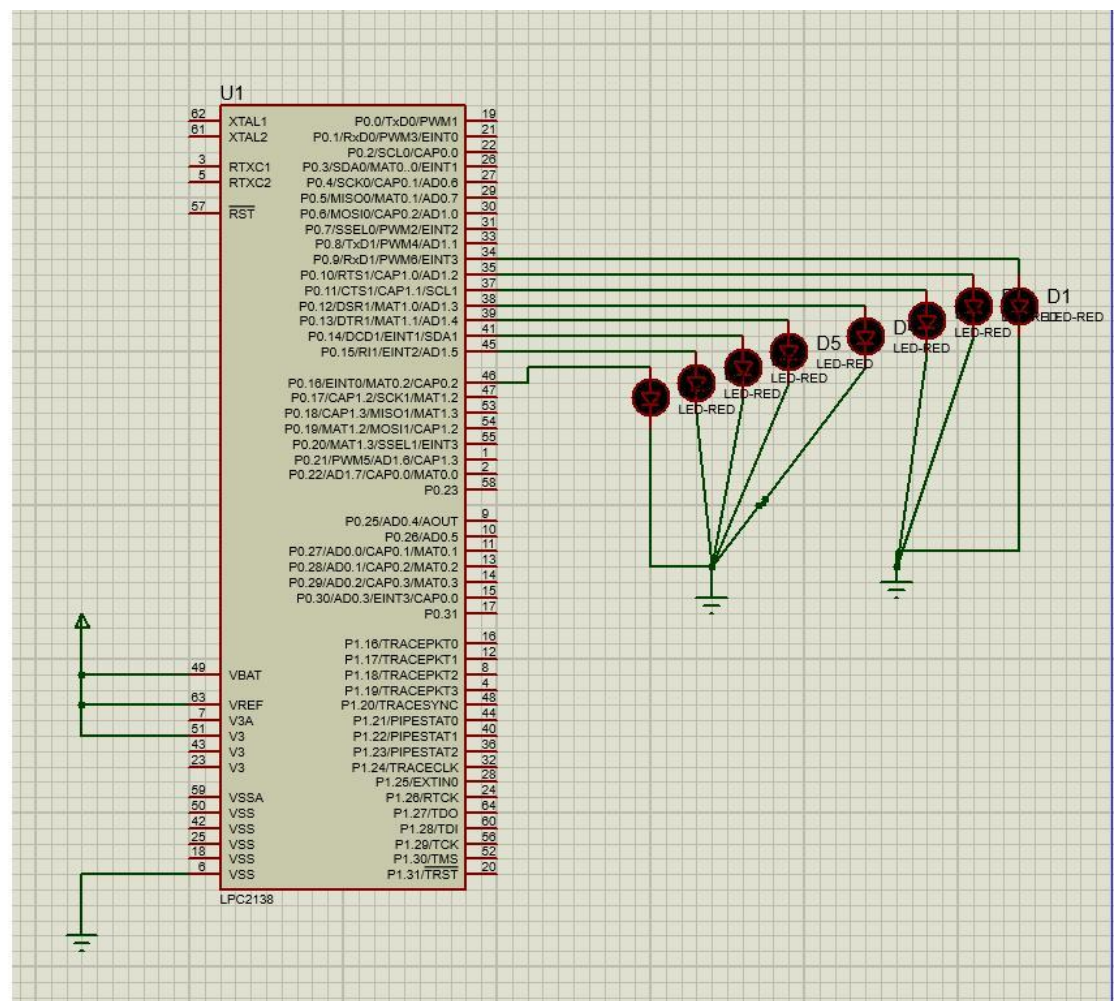 U1
62 XTAL1 P0.0/TxD0/PWM1 19
61 XTAL2 P0.1/RxD0/PWM3/EINT0 21
P0.2/SCL0/CAP0.0 22
3 RTXC1 P0.3/SDA0/MAT0..0/EINT1 26
5 RTXC2 P0.4/SCK0/CAP0.1/AD0.6 27
P0.5/MISO0/MAT0.1/AD0.7 29
57 RST P0.6/MOSI0/CAP0.2/AD1.0 30
P0.7/SSEL0/PWM2/EINT2 31
P0.8/TxD1/PWM4/AD1.1 33
P0.9/RxD1/PWM6/EINT3 34
P0.10/RTS1/CAP1.0/AD1.2 35
P0.11/CTS1/CAP1.1/SCL1 37
P0.12/DSR1/MAT1.0/AD1.3 38
P0.13/DTR1/MAT1.1/AD1.4 39
P0.14/DCD1/EINT1/SDA1 41
P0.15/RI1/EINT2/AD1.5 45
P0.16/EINT0/MAT0.2/CAP0.2 46
P0.17/CAP1.2/SCK1/MAT1.2 47
P0.18/CAP1.3/MISO1/MAT1.3 53
P0.19/MAT1.2/MOSI1/CAP1.2 54
P0.20/MAT1.3/SSEL1/EINT3 55
P0.21/PWM5/AD1.6/CAP1.3 1
P0.22/AD1.7/CAP0.0/MAT0.0 2
P0.23 58
P0.25/AD0.4/AOUT 9
P0.26/AD0.5 10
P0.27/AD0.0/CAP0.1/MAT0.1 11
P0.28/AD0.1/CAP0.2/MAT0.2 13
P0.29/AD0.2/CAP0.3/MAT0.3 14
P0.30/AD0.3/EINT3/CAP0.0 15
P0.31 17
P1.16/TRACEPKT0 16
P1.17/TRACEPKT1 12
49 VBAT P1.18/TRACEPKT2 8
P1.19/TRACEPKT3 4
63 VREF P1.20/TRACESYNC 48
7 V3A P1.21/PIPESTAT0 44
51 V3 P1.22/PIPESTAT1 40
43 V3 P1.23/PIPESTAT2 36
23 V3 P1.24/TRACECLK 32
P1.25/EXTIN0 28
59 VSSA P1.26/RTCK 24
50 VSS P1.27/TDO 64
42 VSS P1.28/TDI 60
25 VSS P1.29/TCK 56
18 VSS P1.30/TMS 52
6 VSS P1.31/TRST 20
LPC2138
D1
LED-RED
LED-RED
LED-RED
D5
LED-RED
LED-RED
LED-RED